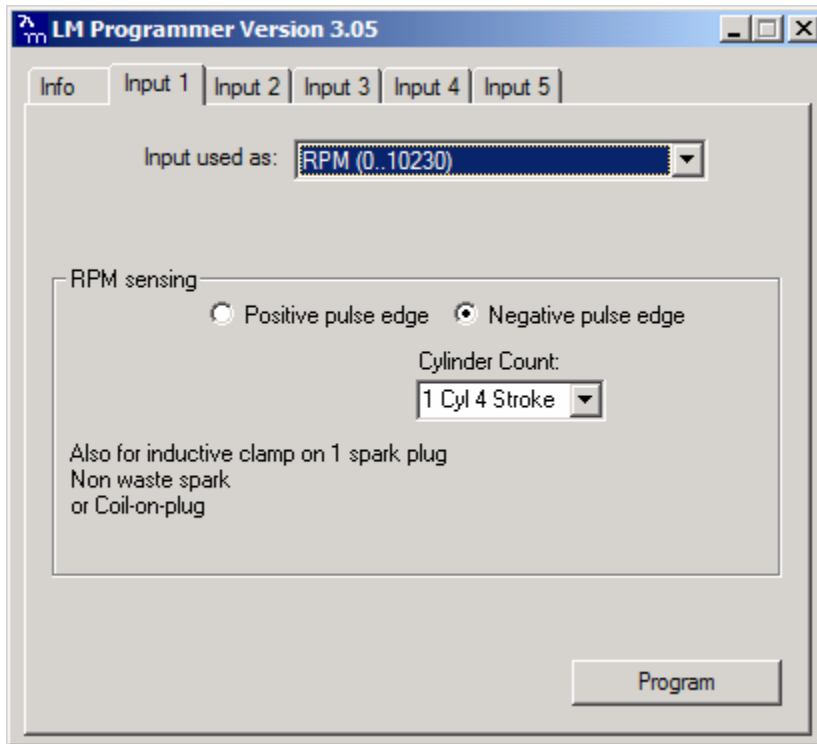 LM Programmer Version 3.05
Info Input 1 Input 2 Input 3 Input 4 Input 5
Input used as: RPM (0..10230)
RPM sensing
Positive pulse edge Negative pulse edge
Cylinder Count:
1 Cyl 4 Stroke
Also for inductive clamp on 1 spark plug
Non waste spark
or Coil-on-plug
Program